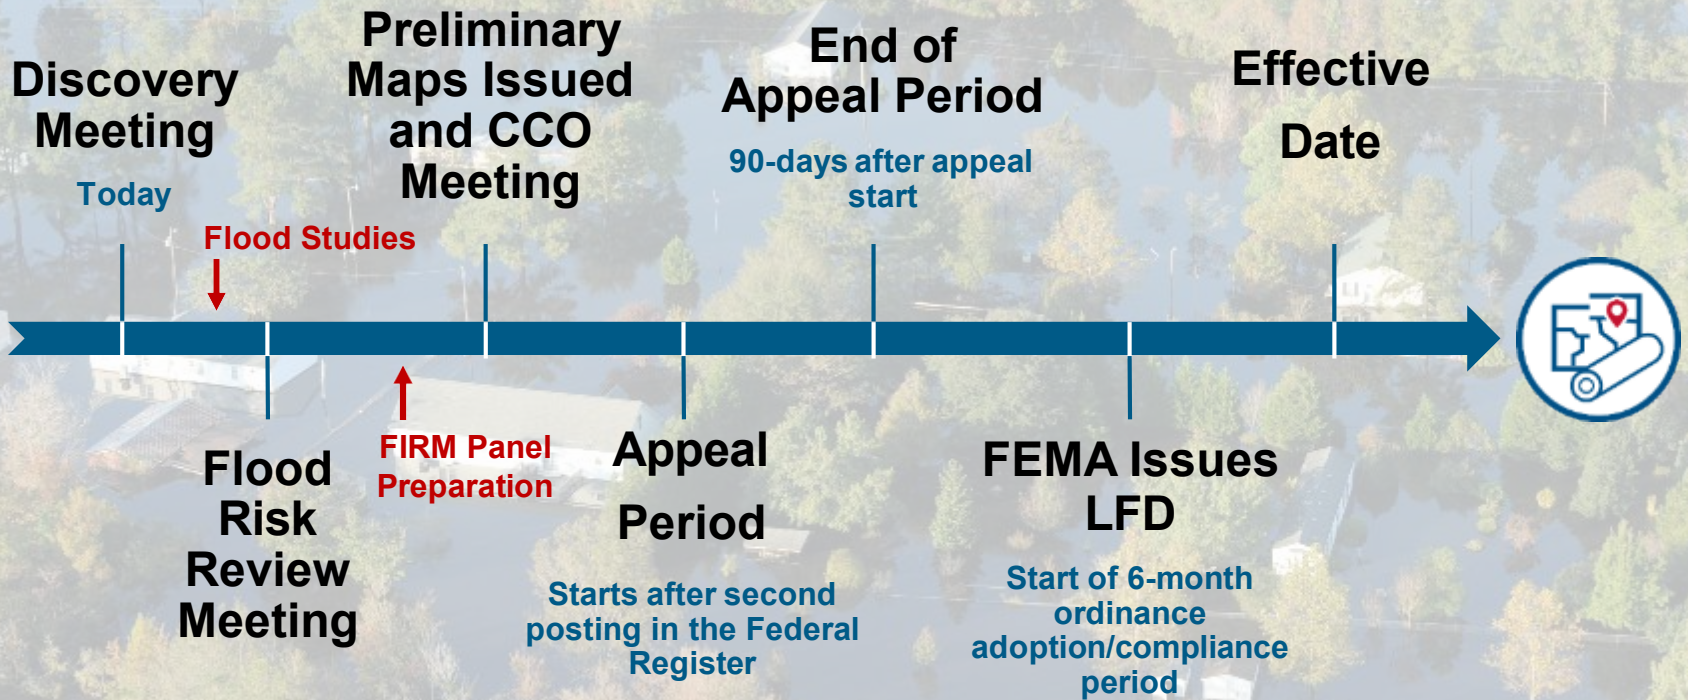 Discovery
Meeting
Today
Flood Studies
Preliminary
Maps Issued
and CCO
Meeting
End of
Appeal Period
90-days after appeal
start
Effective
Date
Flood
Risk
Review
Meeting
FIRM Panel
Preparation
Appeal
Period
Starts after second
posting in the Federal
Register
FEMA Issues
LFD
Start of 6-month
ordinance
adoption/compliance
period